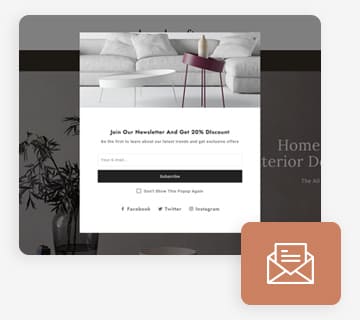 Join Our Newsletter And Get 20% Discount
Be the first to learn about our latest trends and get exclusive offers
Your E-mail...
Subscribe
Don't Show This Popup Again
Facebook
Twitter
Instagram
Home
terior De
The All